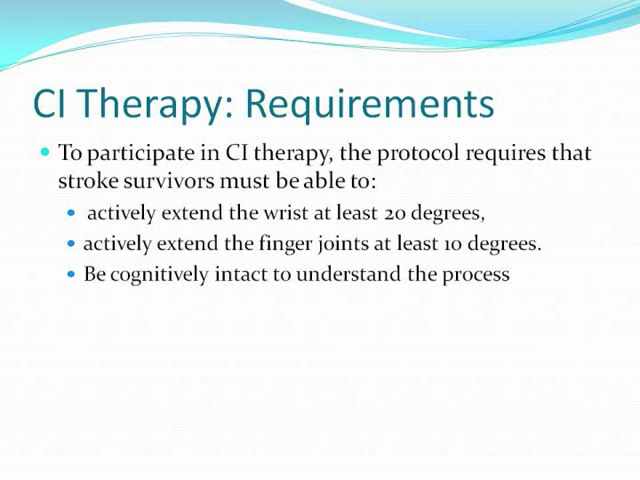 CI Therapy: Requirements
• To participate in CI therapy, the protocol requires that
stroke survivors must be able to:
• actively extend the wrist at least 20 degrees,
• actively extend the finger joints at least 10 degrees.
• Be cognitively intact to understand the process